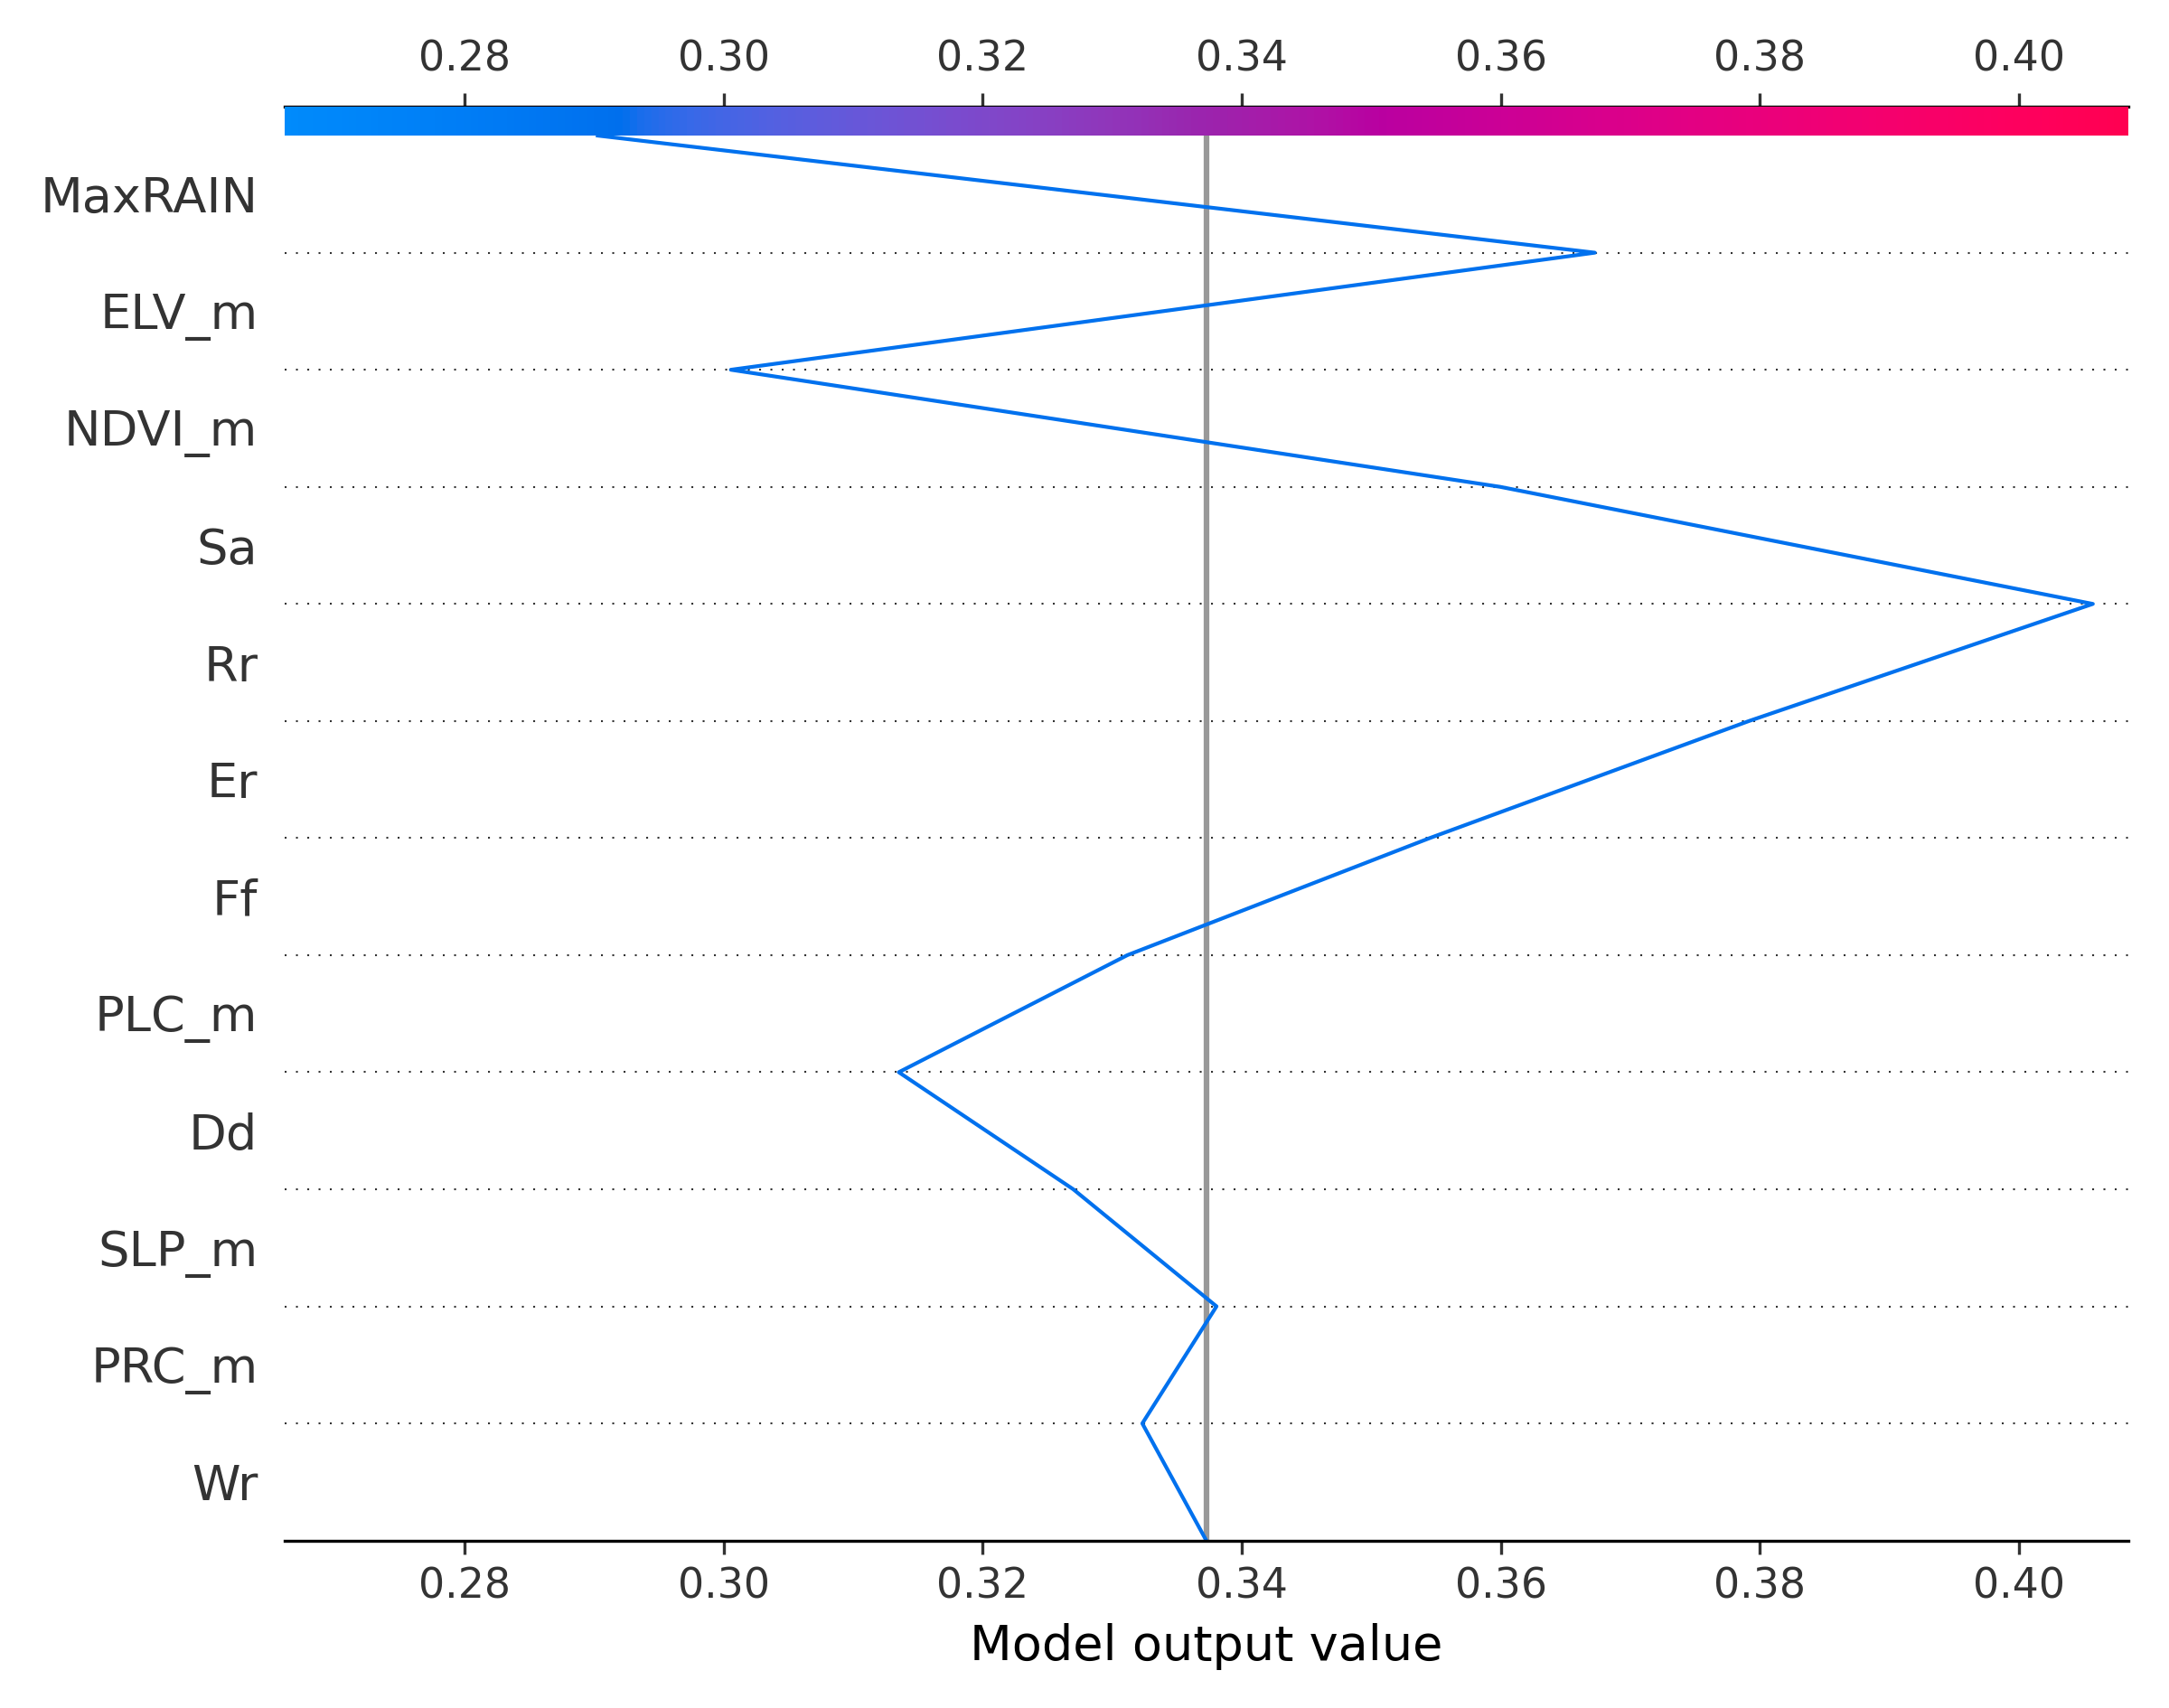 0.28 0.30 0.32 0.34 0.36 0.38 0.40
MaxRAIN
ELV_m
NDVI_m
Sa
Rr
Er
Ff
PLC_m
Dd
SLP_m
PRC_m
Wr
0.28 0.30 0.32 0.34 0.36 0.38 0.40
Model output value